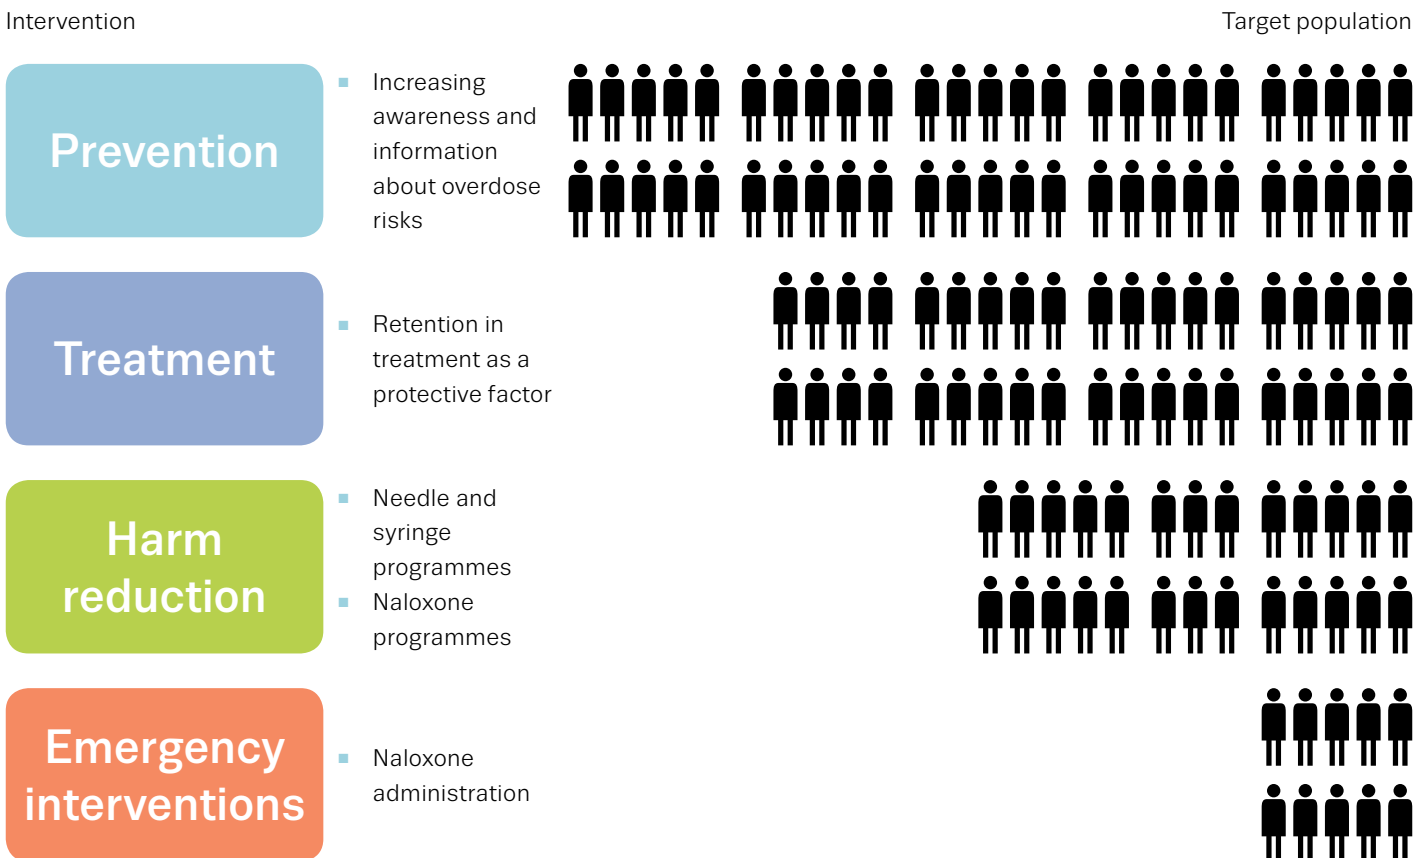 Intervention
Target population
Prevention
▪ Increasing
awareness and
information
about overdose
risks
Treatment
▪ Retention in
treatment as a
protective factor
Harm
reduction
▪ Needle and
syringe
programmes
▪ Naloxone
programmes
Emergency
interventions
▪ Naloxone
administration